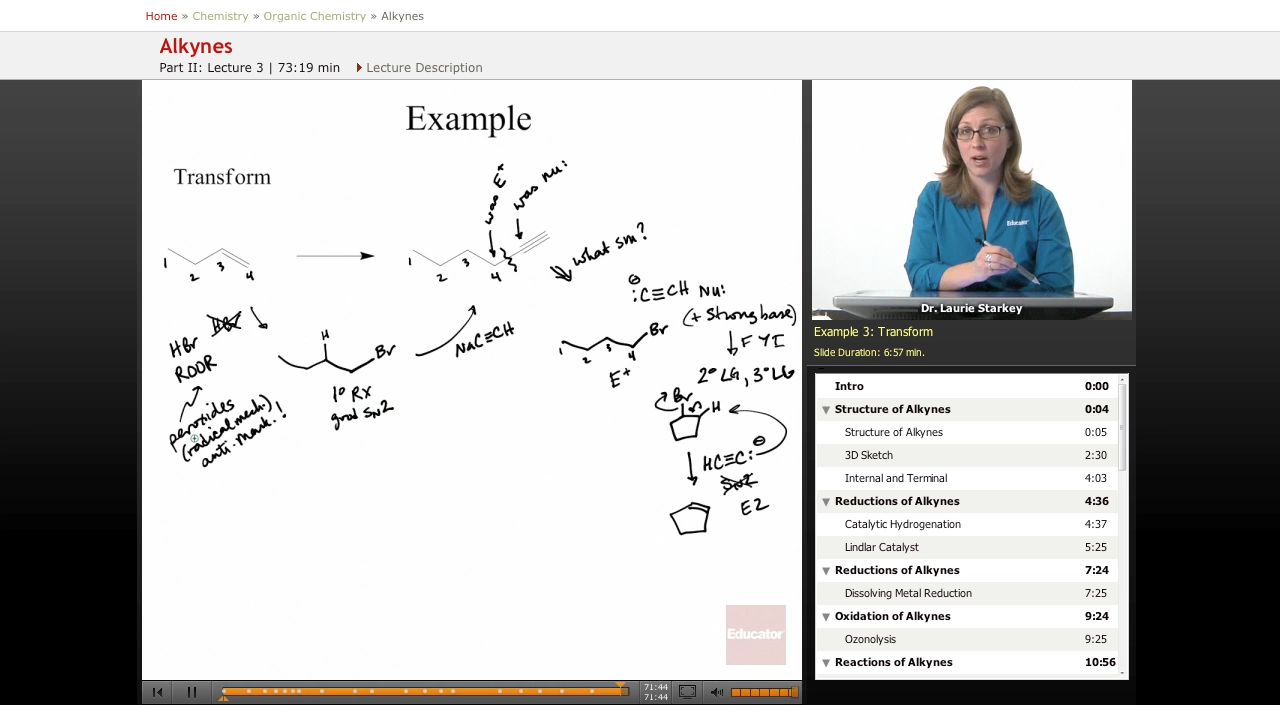 Home » Chemistry » Organic Chemistry » Alkynes
Alkynes
Part II: Lecture 3 | 73:19 min
Lecture Description
Example
Transform
1
2
3
4
1
2
3
4
was E+
was nu:
what sm?
⊖
:C≡CH Nu:
(+ strong base)
FYI
2° LG, 3° LG
HBr
HBr
ROOR
peroxides
(radical mech.)
anti-mark.!
H
Br
1° RX
good SN2
NaC≡CH
Br
1
2
3
4
E+
Br
H
⊖
HC≡C:
SN2
E2
Educator
Educator
Dr. Laurie Starkey
Example 3: Transform
Slide Duration: 6:57 min.
Intro 0:00
Structure of Alkynes 0:04
Structure of Alkynes 0:05
3D Sketch 2:30
Internal and Terminal 4:03
Reductions of Alkynes 4:36
Catalytic Hydrogenation 4:37
Lindlar Catalyst 5:25
Reductions of Alkynes 7:24
Dissolving Metal Reduction 7:25
Oxidation of Alkynes 9:24
Ozonolysis 9:25
Reactions of Alkynes 10:56
71:44
71:44